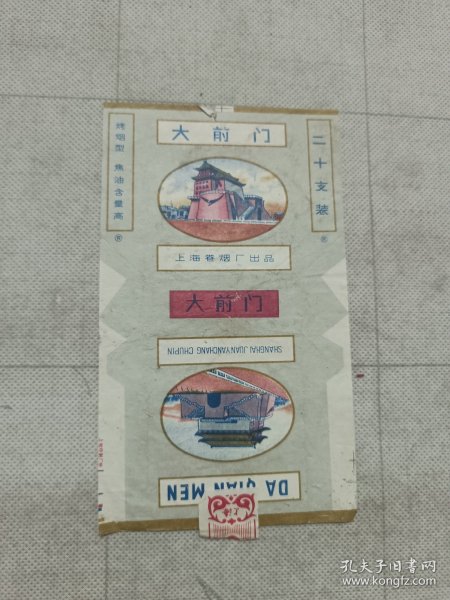 大前门
烤烟型 焦油含量高
二十支装
上海卷烟厂出品
大前门
SHANGHAI JUANYANCHANG CHUPIN
DA QIAN MEN
上海
孔夫子旧书网
www.kongfz.com